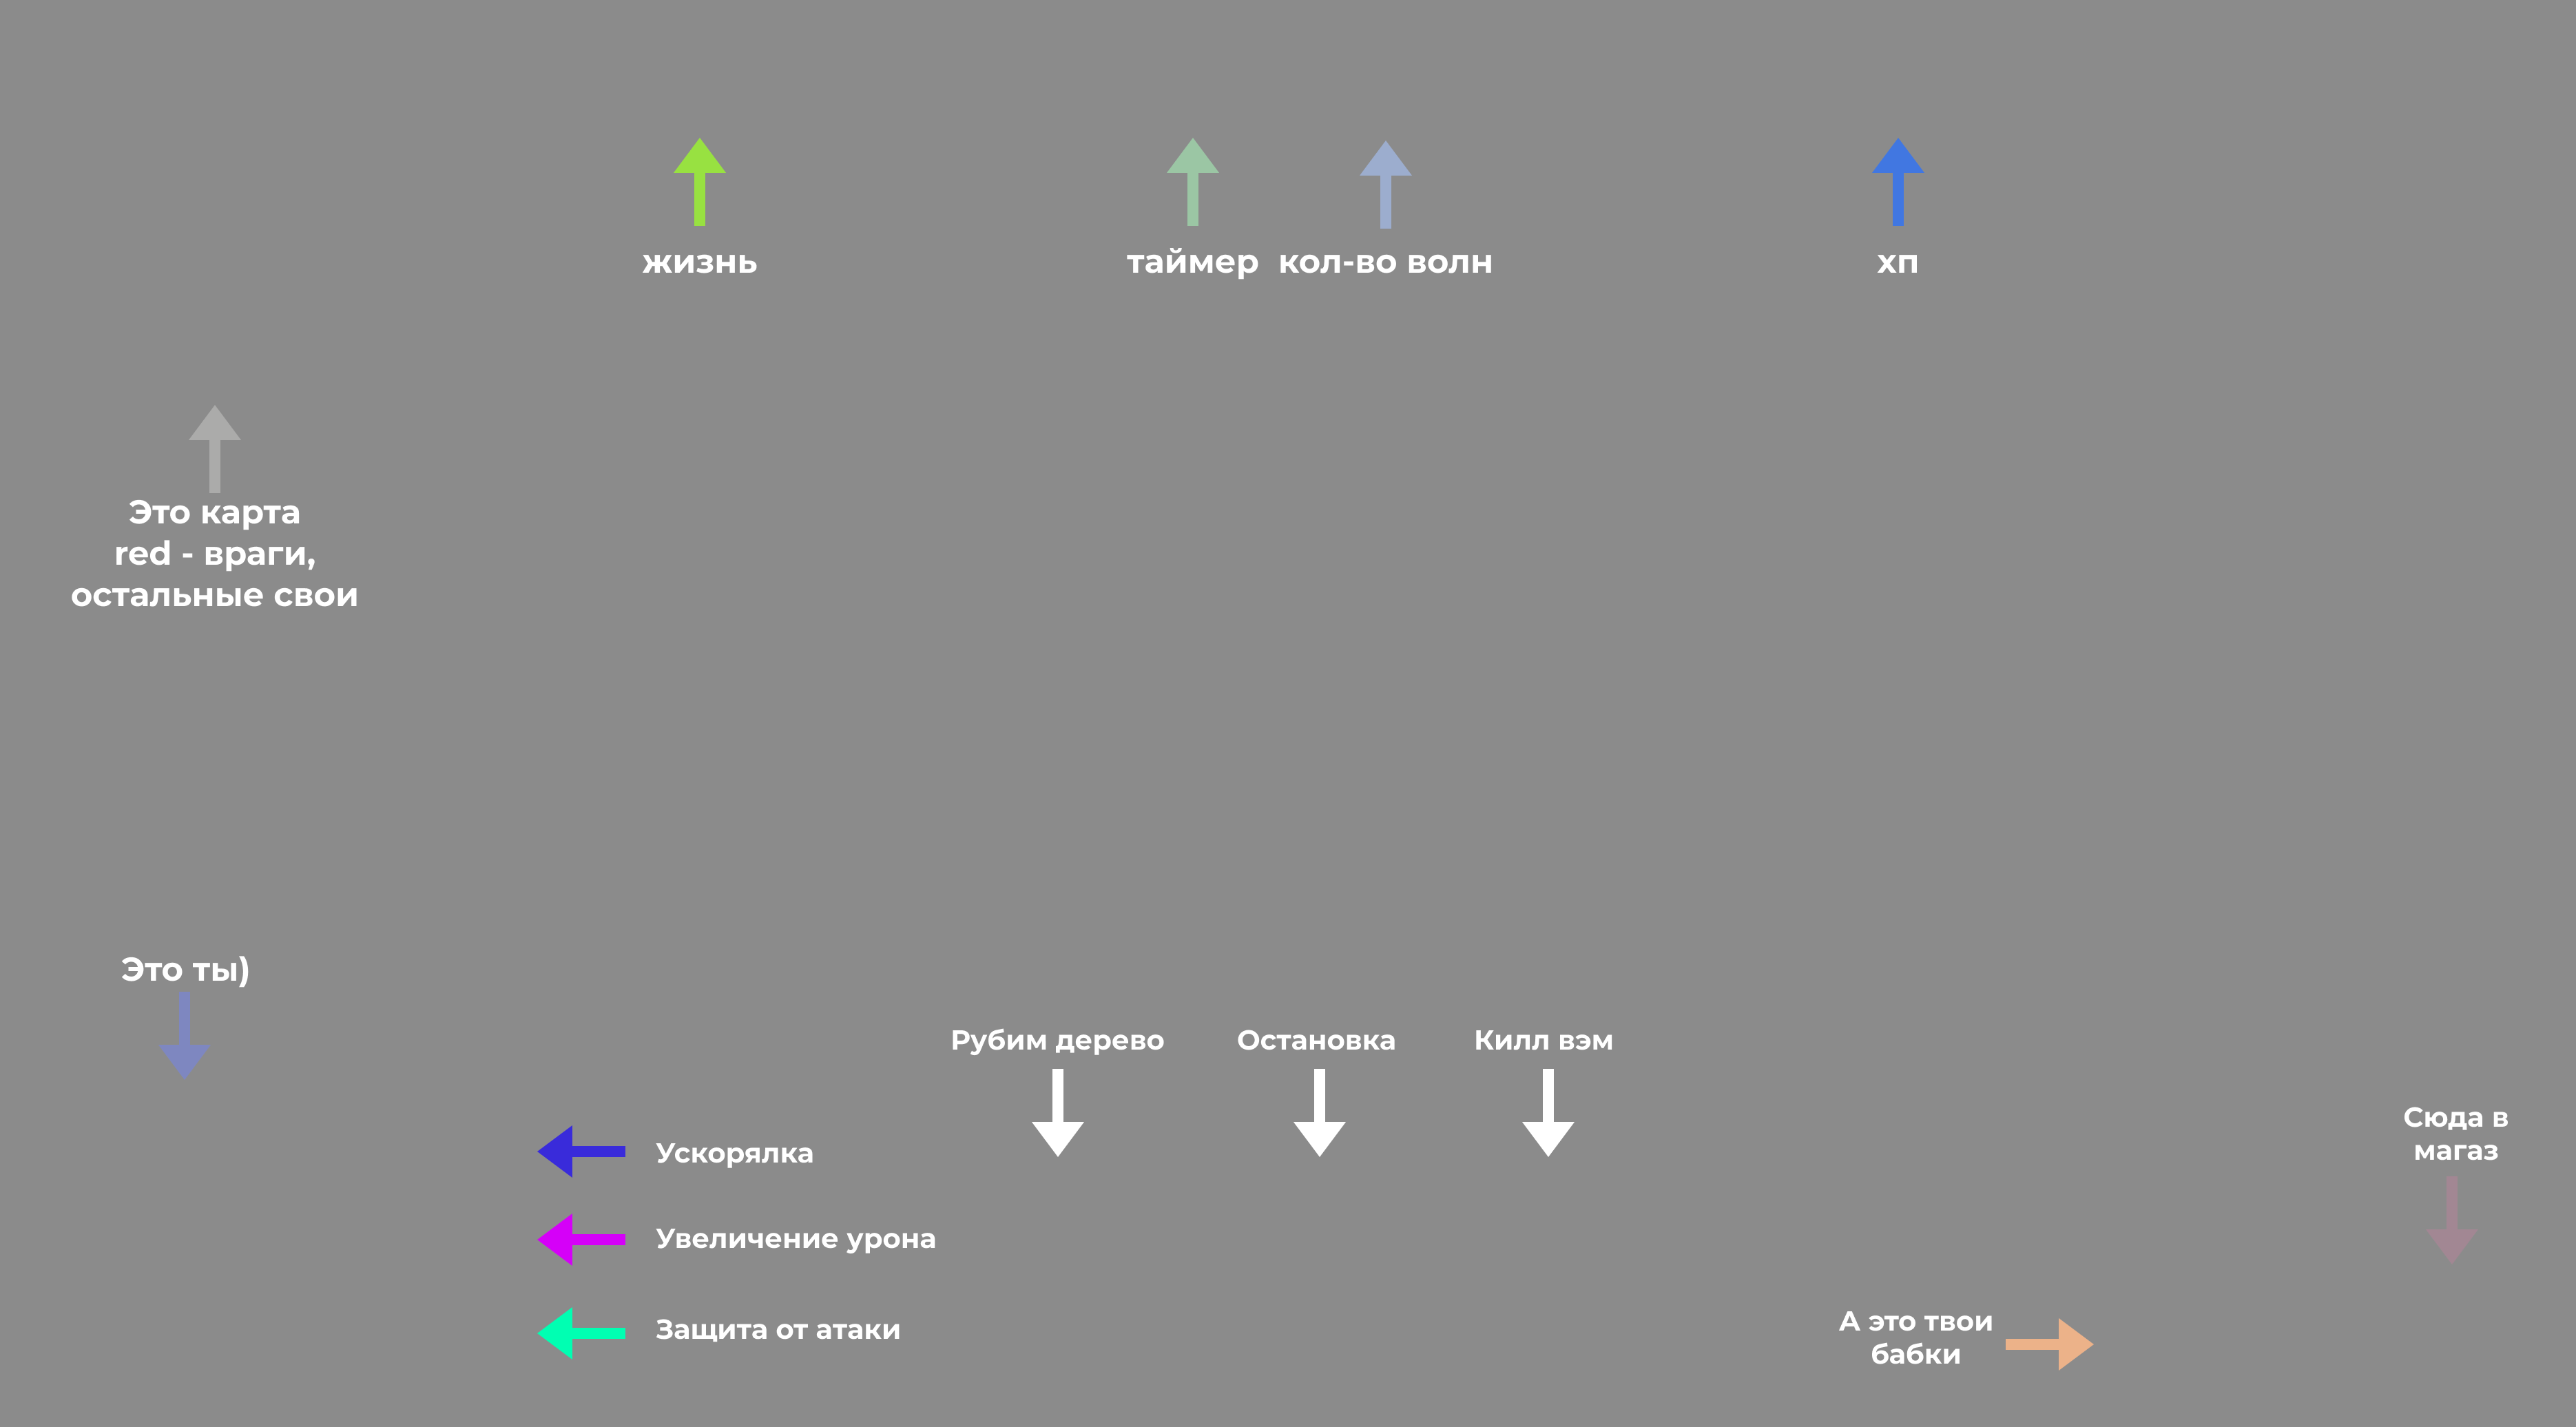 жизнь
таймер
кол-во волн
хп
Это карта
red - враги,
остальные свои
Это ты)
Рубим дерево
Остановка
Килл вэм
Сюда в
магаз
Ускорялка
Увеличение урона
Защита от атаки
А это твои
бабки